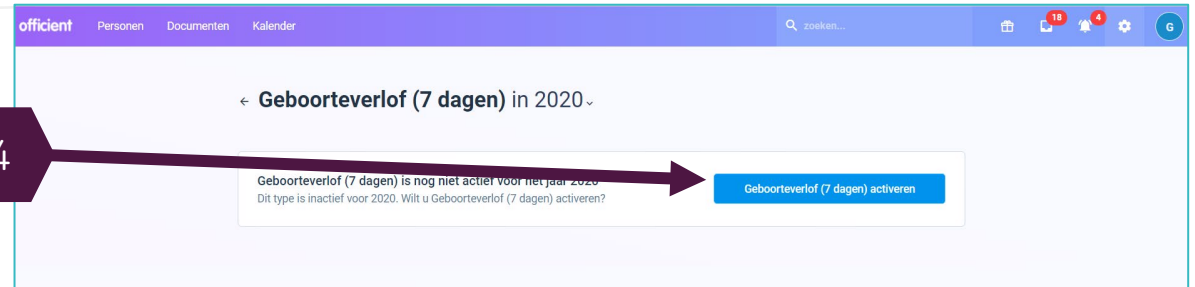 officient Personen Documenten Kalender zoeken... 18 4 G
← Geboorteverlof (7 dagen) in 2020
4
Geboorteverlof (7 dagen) is nog niet actief voor het jaar 2020
Dit type is inactief voor 2020. Wilt u Geboorteverlof (7 dagen) activeren?
Geboorteverlof (7 dagen) activeren